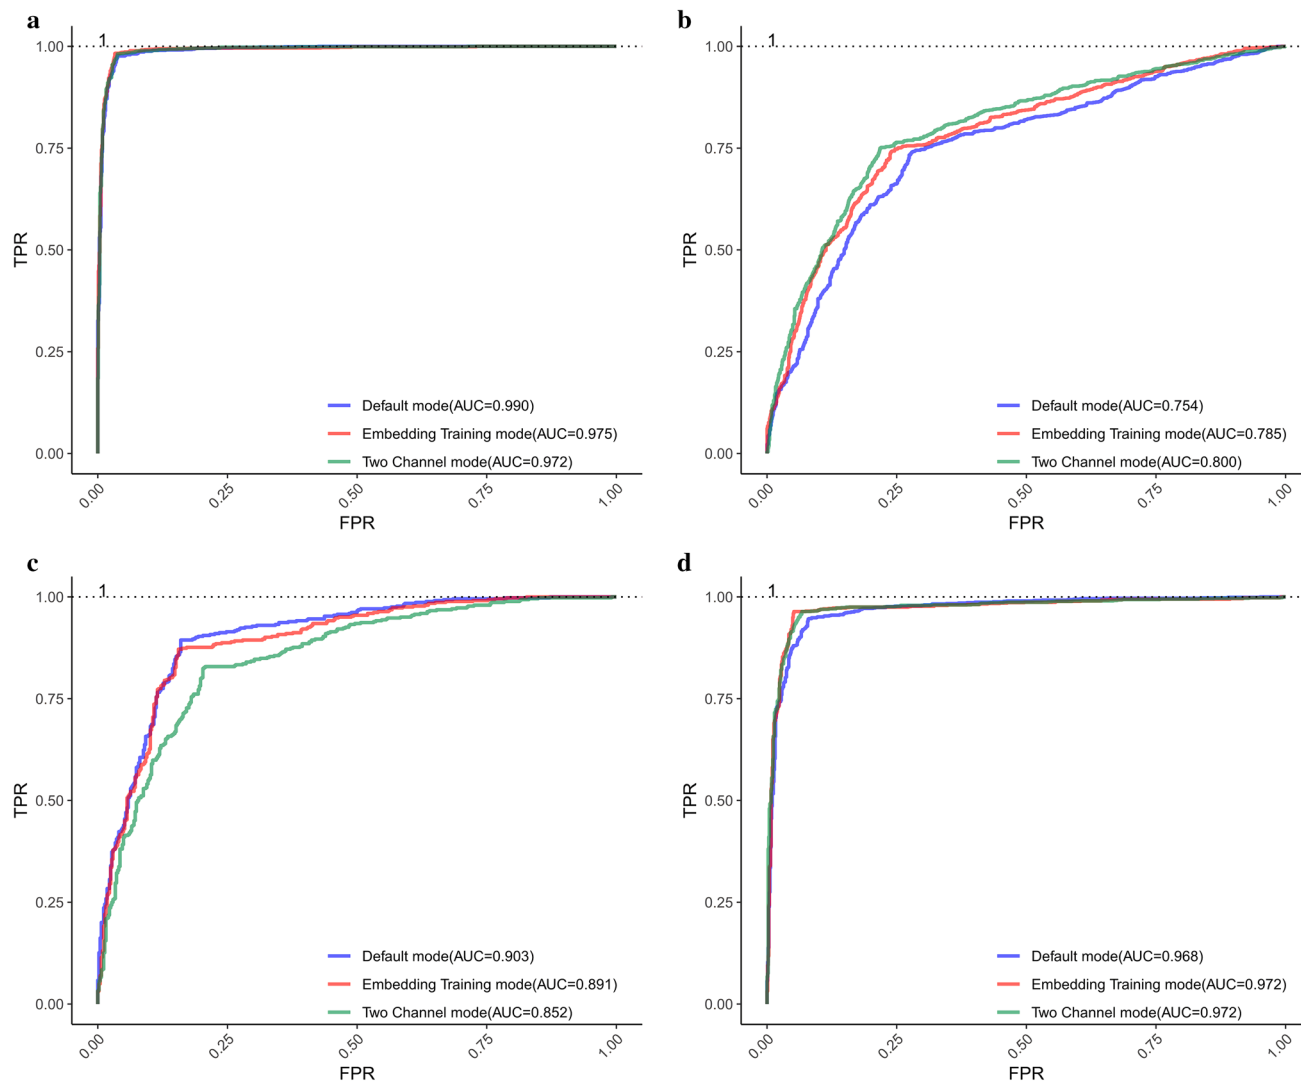 a
1
1.00
0.75
0.50
0.25
0.00
TPR
Default mode(AUC=0.990)
Embedding Training mode(AUC=0.975)
Two Channel mode(AUC=0.972)
0.00 0.25 0.50 0.75 1.00
FPR
b
1
1.00
0.75
0.50
0.25
0.00
TPR
Default mode(AUC=0.754)
Embedding Training mode(AUC=0.785)
Two Channel mode(AUC=0.800)
0.00 0.25 0.50 0.75 1.00
FPR
c
1
1.00
0.75
0.50
0.25
0.00
TPR
Default mode(AUC=0.903)
Embedding Training mode(AUC=0.891)
Two Channel mode(AUC=0.852)
0.00 0.25 0.50 0.75 1.00
FPR
d
1
1.00
0.75
0.50
0.25
0.00
TPR
Default mode(AUC=0.968)
Embedding Training mode(AUC=0.972)
Two Channel mode(AUC=0.972)
0.00 0.25 0.50 0.75 1.00
FPR